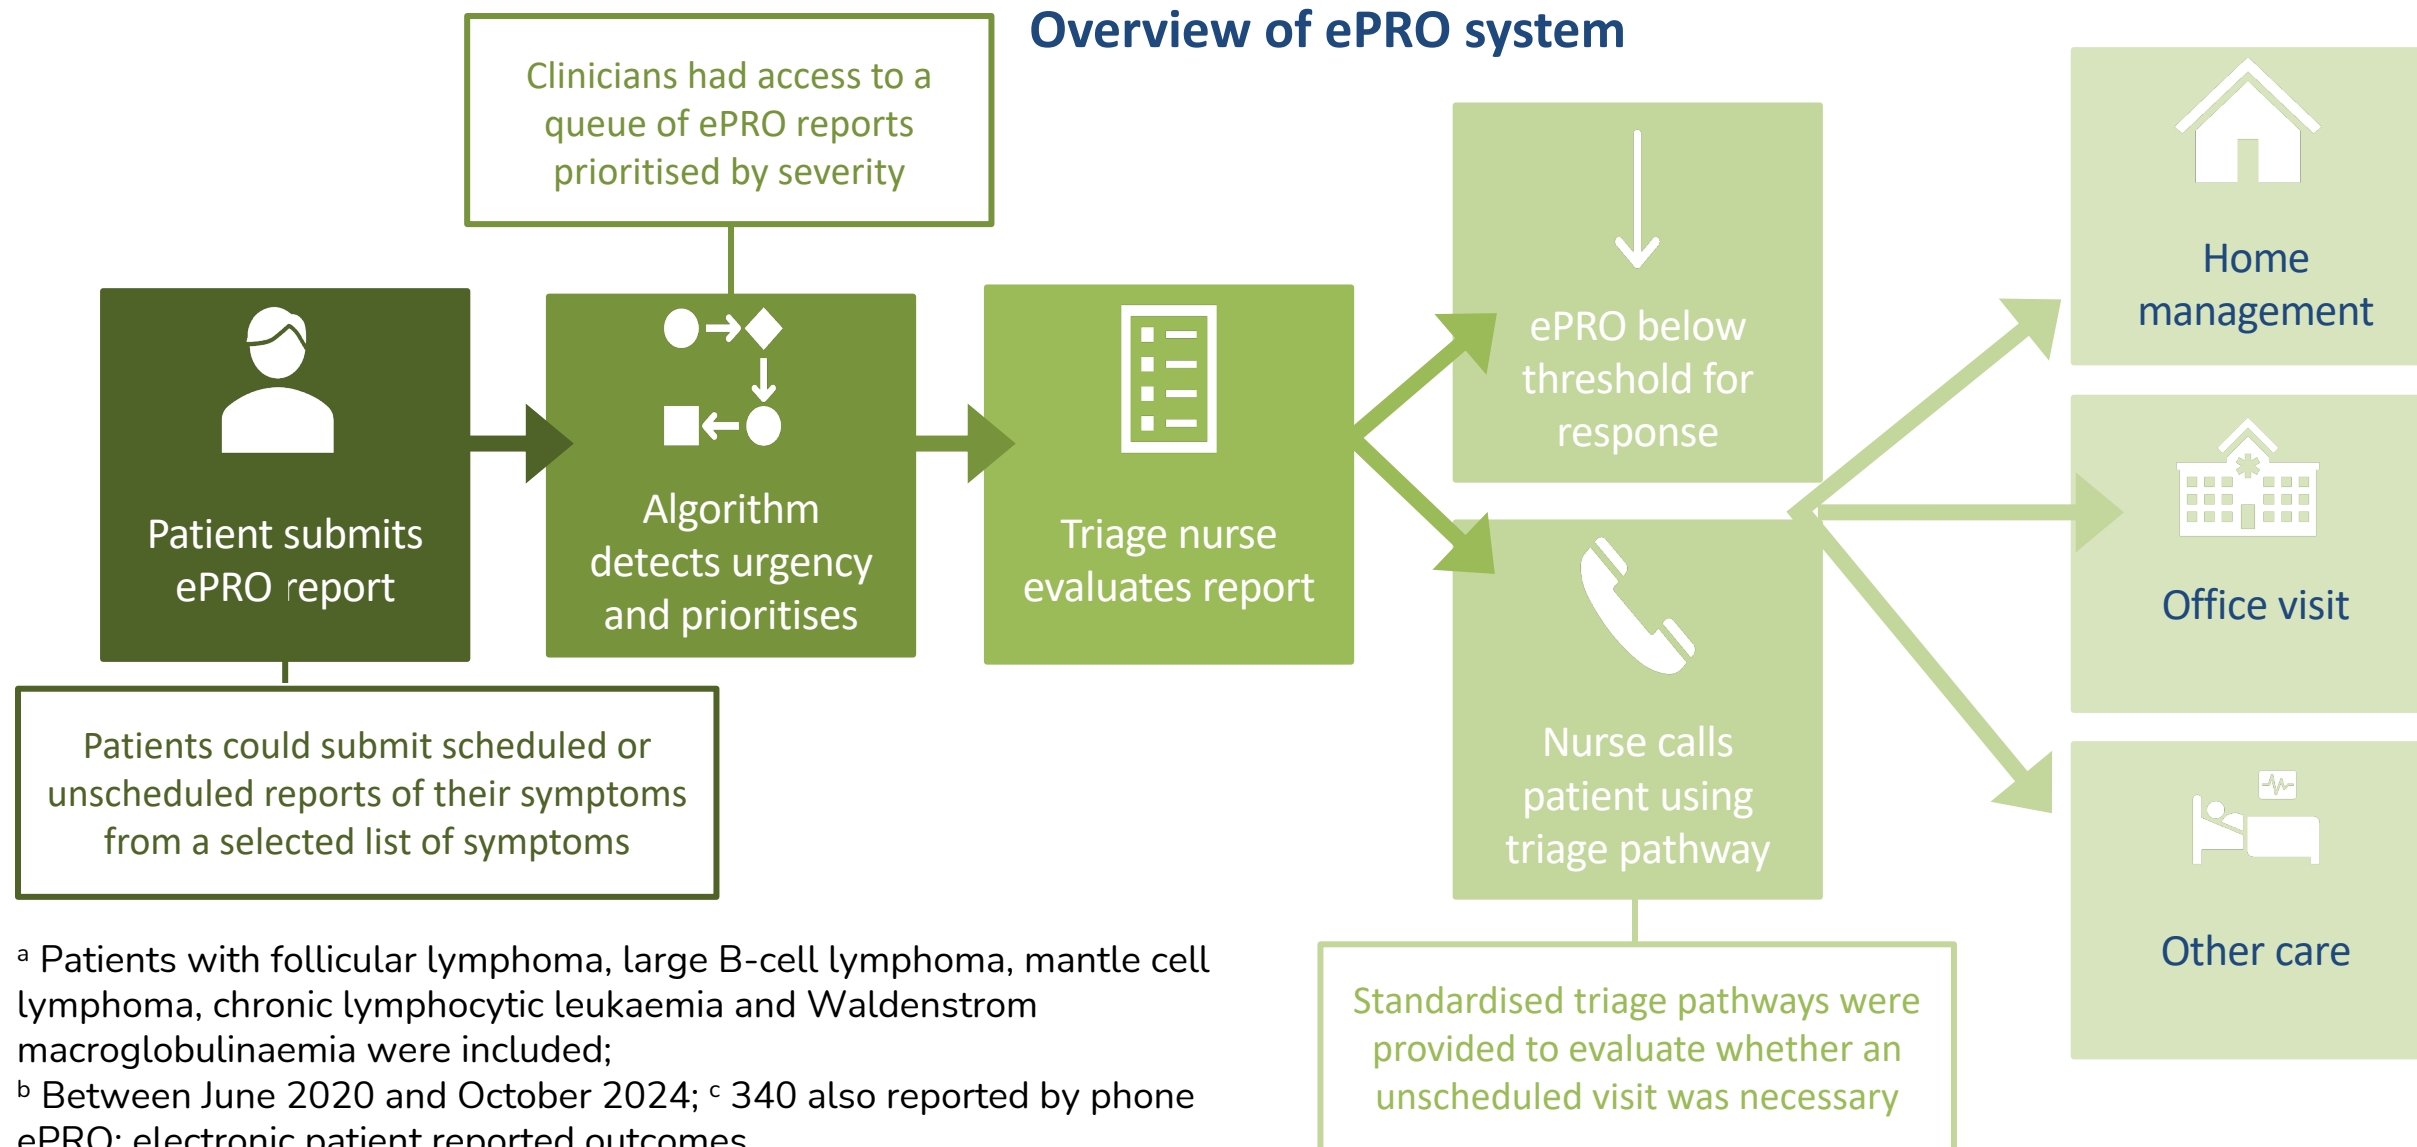 Overview of ePRO system
Clinicians had access to a
queue of ePRO reports
prioritised by severity
Patient submits
ePRO report
Patients could submit scheduled or
unscheduled reports of their symptoms
from a selected list of symptoms
Algorithm
detects urgency
and prioritises
Triage nurse
evaluates report
ePRO below
threshold for
response
Nurse calls
patient using
triage pathway
Standardised triage pathways were
provided to evaluate whether an
unscheduled visit was necessary
Home
management
Office visit
Other care
a Patients with follicular lymphoma, large B-cell lymphoma, mantle cell
lymphoma, chronic lymphocytic leukaemia and Waldenstrom
macroglobulinaemia were included;
b Between June 2020 and October 2024; c 340 also reported by phone
ePRO: electronic patient reported outcomes